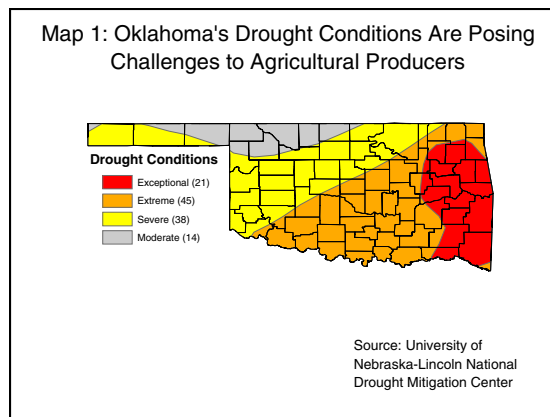 Map 1: Oklahoma's Drought Conditions Are Posing
Challenges to Agricultural Producers
Drought Conditions
Exceptional (21)
Extreme (45)
Severe (38)
Moderate (14)
Source: University of
Nebraska-Lincoln National
Drought Mitigation Center